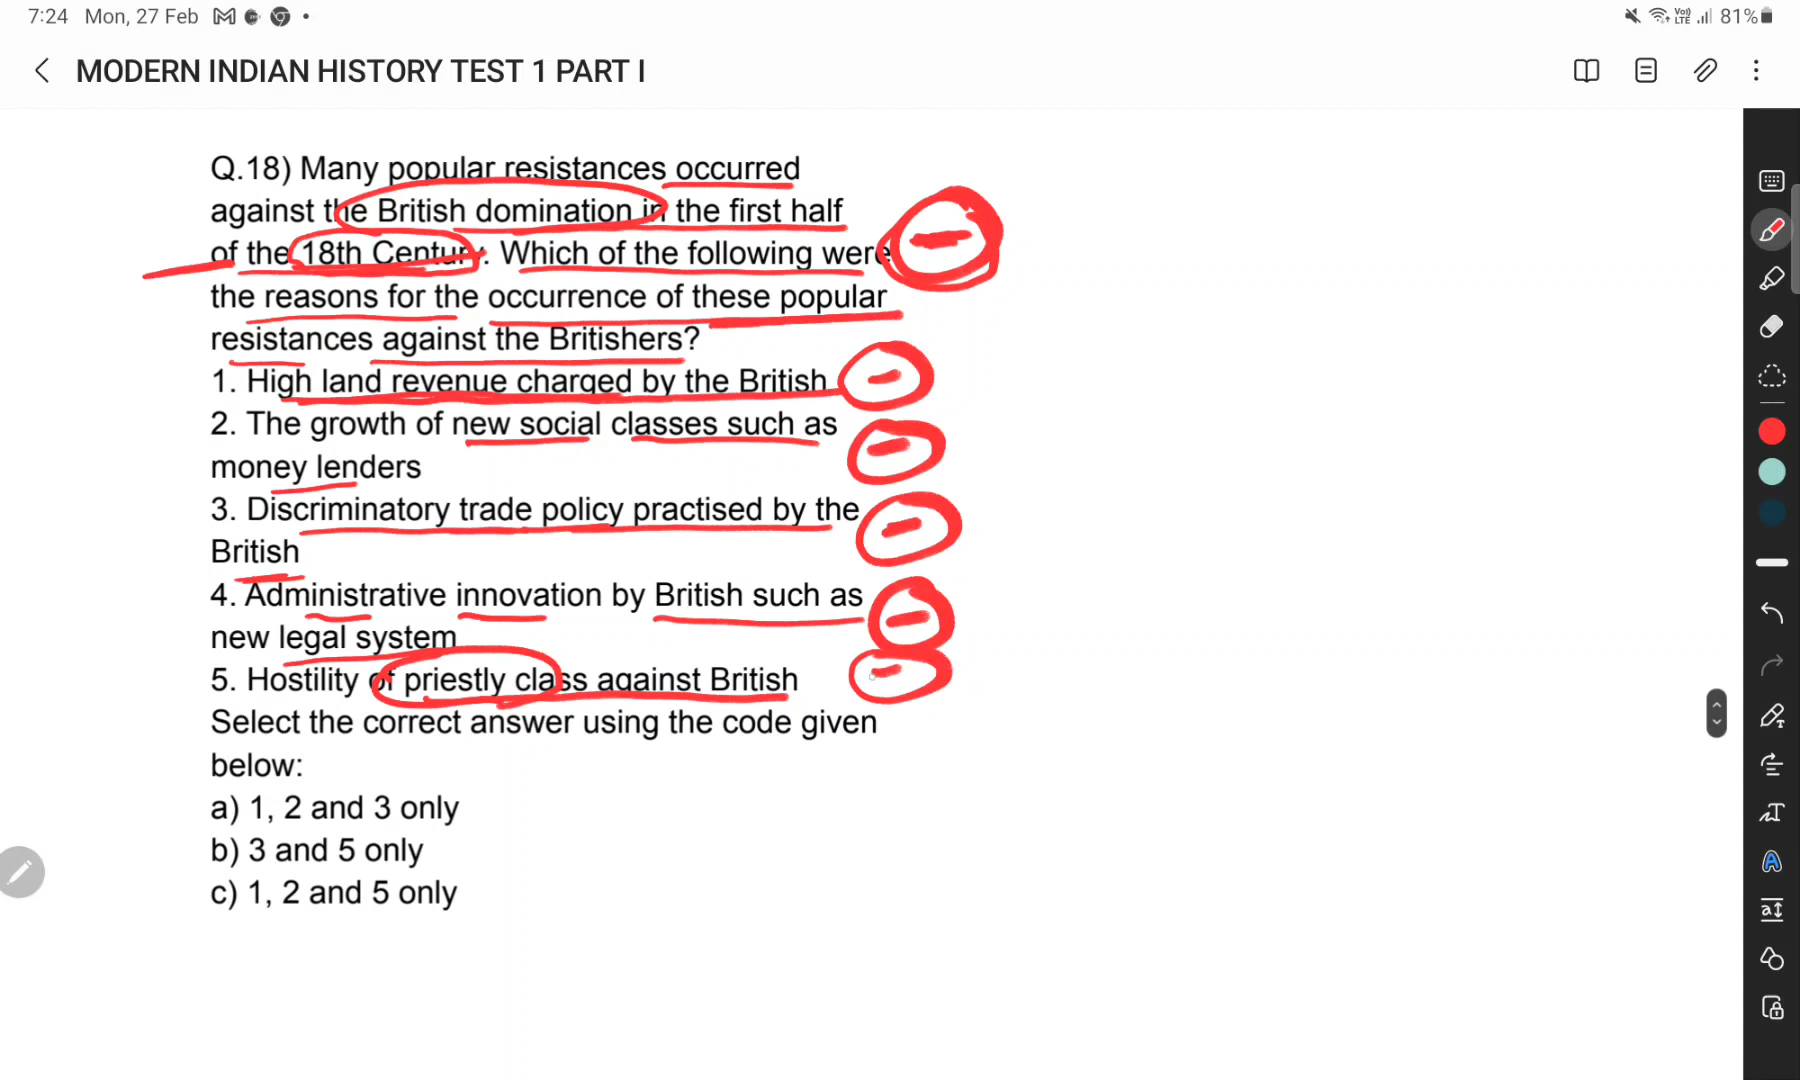 7:24 Mon, 27 Feb 81%
MODERN INDIAN HISTORY TEST 1 PART I
Q.18) Many popular resistances occurred
against the British domination in the first half
of the 18th Century. Which of the following were
the reasons for the occurrence of these popular
resistances against the Britishers?
1. High land revenue charged by the British
2. The growth of new social classes such as
money lenders
3. Discriminatory trade policy practised by the
British
4. Administrative innovation by British such as
new legal system
5. Hostility of priestly class against British
Select the correct answer using the code given
below:
a) 1, 2 and 3 only
b) 3 and 5 only
c) 1, 2 and 5 only